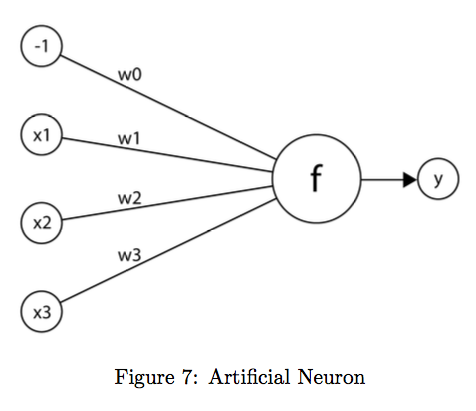 -1
w0
x1
w1
f
y
w2
x2
w3
x3
Figure 7: Artificial Neuron